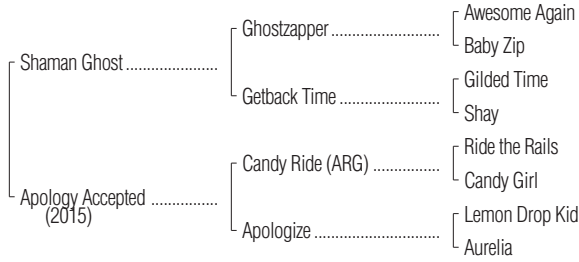 Awesome Again
Ghostzapper
Baby Zip
Shaman Ghost
Gilded Time
Getback Time
Shay
Ride the Rails
Candy Ride (ARG)
Candy Girl
Apology Accepted
(2015)
Lemon Drop Kid
Apologize
Aurelia